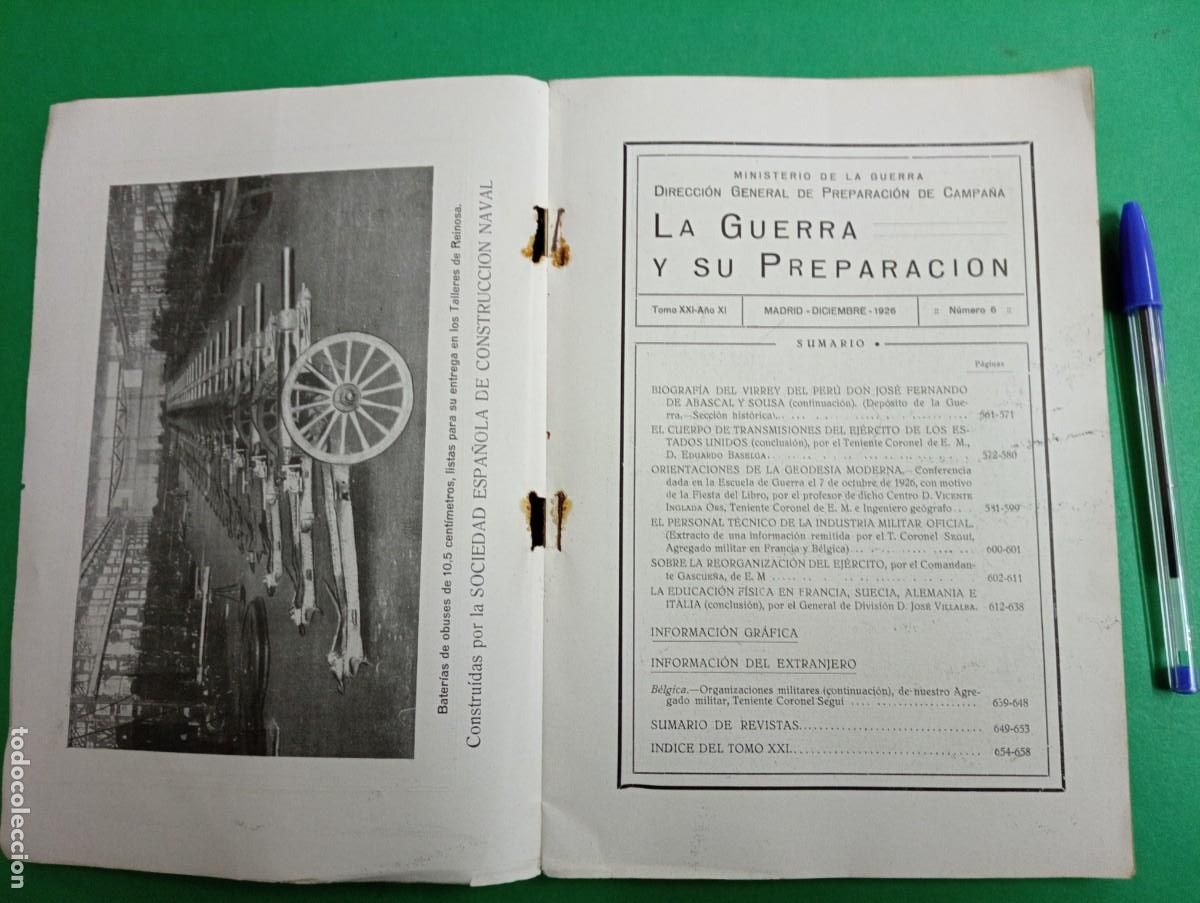 Baterías de obuses de 10,5 centímetros, listas para su entrega en los Talleres de Reinosa.
Construídas por la SOCIEDAD ESPAÑOLA DE CONSTRUCCION NAVAL
MINISTERIO DE LA GUERRA
DIRECCIÓN GENERAL DE PREPARACIÓN DE CAMPAÑA
LA GUERRA
Y SU PREPARACION
Tomo XXI-Año XI
MADRID - DICIEMBRE - 1926
:: Número 6 ::
SUMARIO
Páginas
BIOGRAFÍA DEL VIRREY DEL PERÚ DON JOSÉ FERNANDO
DE ABASCAL Y SOUSA (continuación). (Depósito de la Gue-
rra.—Sección histórica)... 561-571
EL CUERPO DE TRANSMISIONES DEL EJÉRCITO DE LOS ES-
TADOS UNIDOS (conclusión), por el Teniente Coronel de E. M.,
D. EDUARDO BASELGA... 572-580
ORIENTACIONES DE LA GEODESIA MODERNA.—Conferencia
dada en la Escuela de Guerra el 7 de octubre de 1926, con motivo
de la Fiesta del Libro, por el profesor de dicho Centro D. VICENTE
INGLADA ORS, Teniente Coronel de E. M. e Ingeniero geógrafo.. 581-599
EL PERSONAL TÉCNICO DE LA INDUSTRIA MILITAR OFICIAL.
(Extracto de una información remitida por el T. Coronel SEGUI,
Agregado militar en Francia y Bélgica)... 600-601
SOBRE LA REORGANIZACIÓN DEL EJÉRCITO, por el Comandan-
te GASCUEÑA, de E. M... 602-611
LA EDUCACIÓN FÍSICA EN FRANCIA, SUECIA, ALEMANIA E
ITALIA (conclusión), por el General de División D. JOSÉ VILLALBA. 612-638
INFORMACIÓN GRÁFICA
INFORMACIÓN DEL EXTRANJERO
Bélgica.—Organizaciones militares (continuación), de nuestro Agre-
gado militar, Teniente Coronel Seguí... 639-648
SUMARIO DE REVISTAS... 649-653
INDICE DEL TOMO XXI... 654-658
todocoleccion
todocoleccion